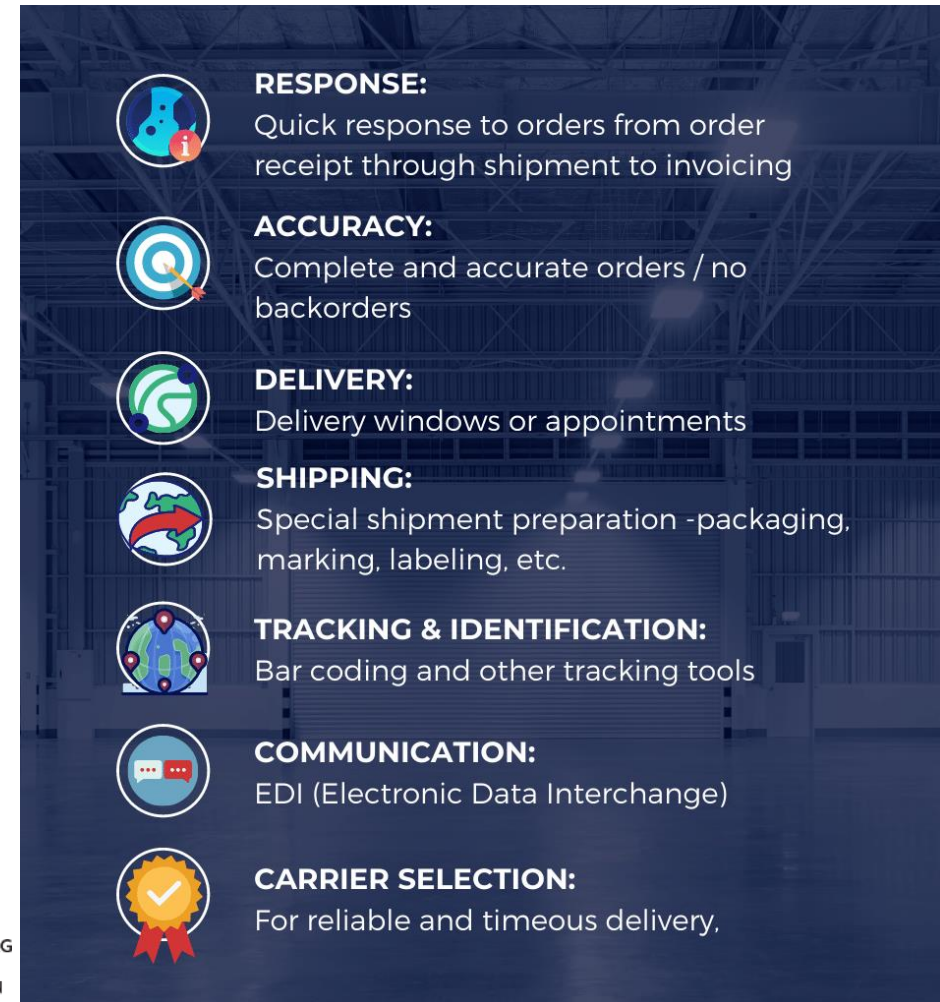 RESPONSE:
Quick response to orders from order
receipt through shipment to invoicing
ACCURACY:
Complete and accurate orders / no
backorders
DELIVERY:
Delivery windows or appointments
SHIPPING:
Special shipment preparation -packaging,
marking, labeling, etc.
TRACKING & IDENTIFICATION:
Bar coding and other tracking tools
COMMUNICATION:
EDI (Electronic Data Interchange)
CARRIER SELECTION:
For reliable and timeous delivery,
G